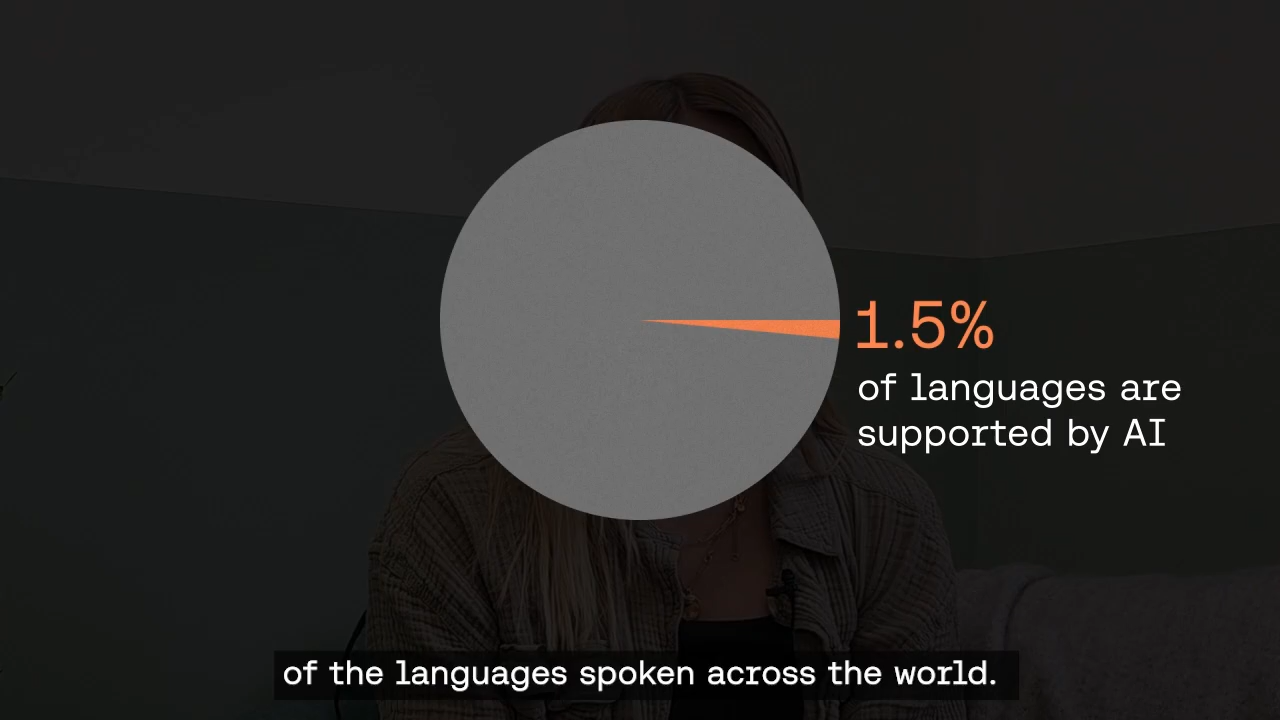 1.5%
of languages are
supported by AI
of the languages spoken across the world.